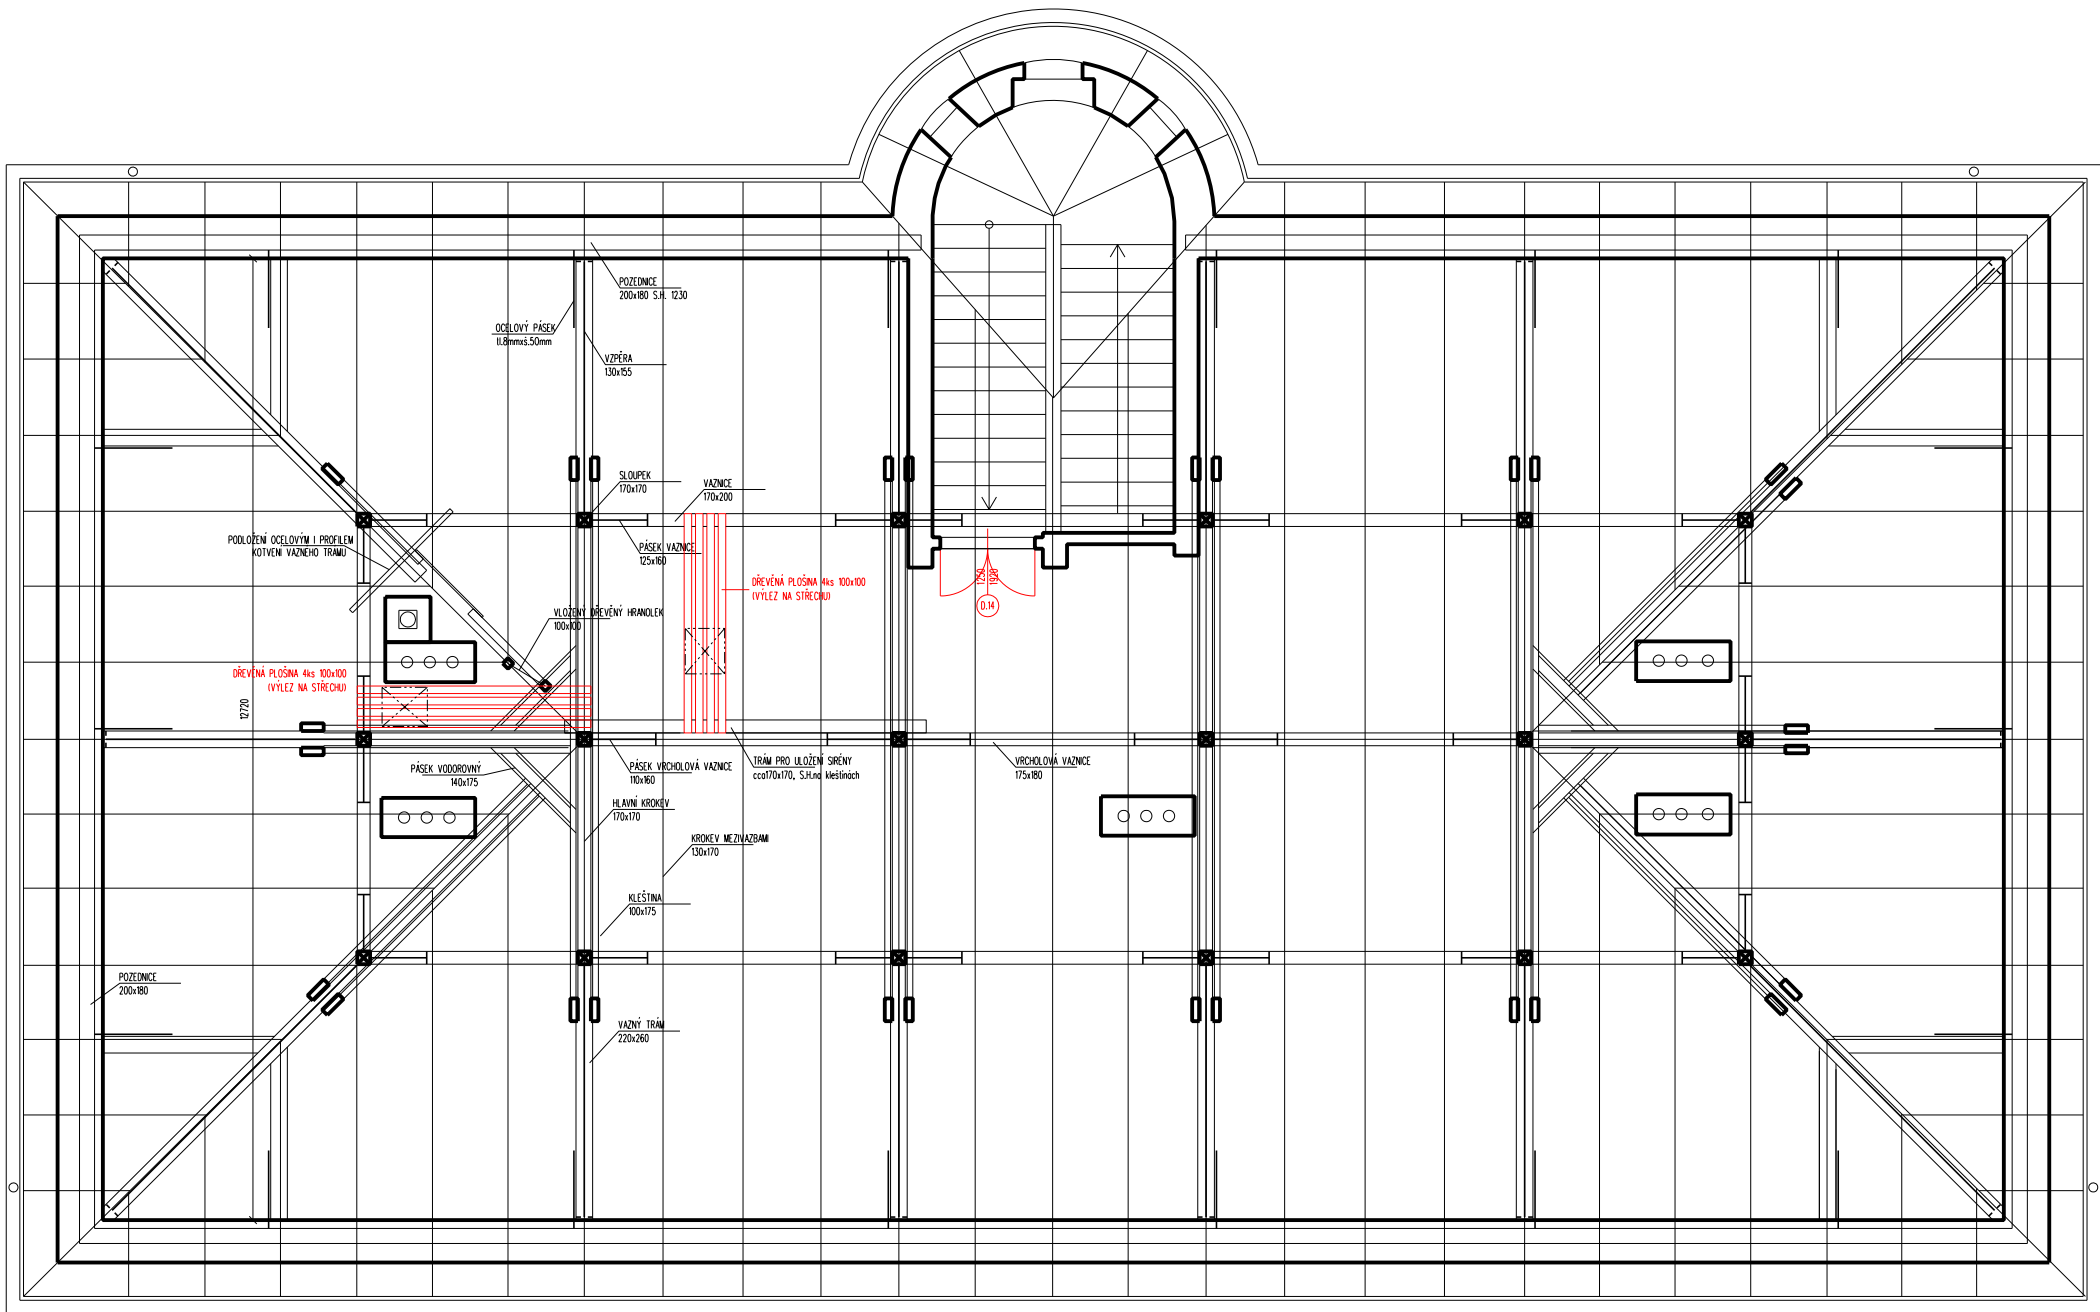 POZEDNICE
200x180 S.H. 1230
OCELOVÝ PÁSEK
tl.8mmxš.50mm
VZPĚRA
130x155
SLOUPEK
170x170
VAZNICE
170x200
PODLOŽENÍ OCELOVÝM I PROFILEM
KOTVENÍ VAZNÉHO TRÁMU
PÁSEK VAZNICE
125x160
DŘEVĚNÁ PLOŠINA 4ks 100x100
(VÝLEZ NA STŘECHU)
1250
1920
D.14
VLOŽENÝ DŘEVĚNÝ HRANOLEK
100x100
DŘEVĚNÁ PLOŠINA 4ks 100x100
(VÝLEZ NA STŘECHU)
12720
PÁSEK VODOROVNÝ
140x175
PÁSEK VRCHOLOVÁ VAZNICE
110x160
TRÁM PRO ULOŽENÍ SIRÉNY
cca170x170, S.H.na kleštinách
VRCHOLOVÁ VAZNICE
175x180
HLAVNÍ KROKEV
170x170
KROKEV MEZIVAZBAMI
130x170
KLEŠTINA
100x175
POZEDNICE
200x180
VAZNÝ TRÁM
220x260